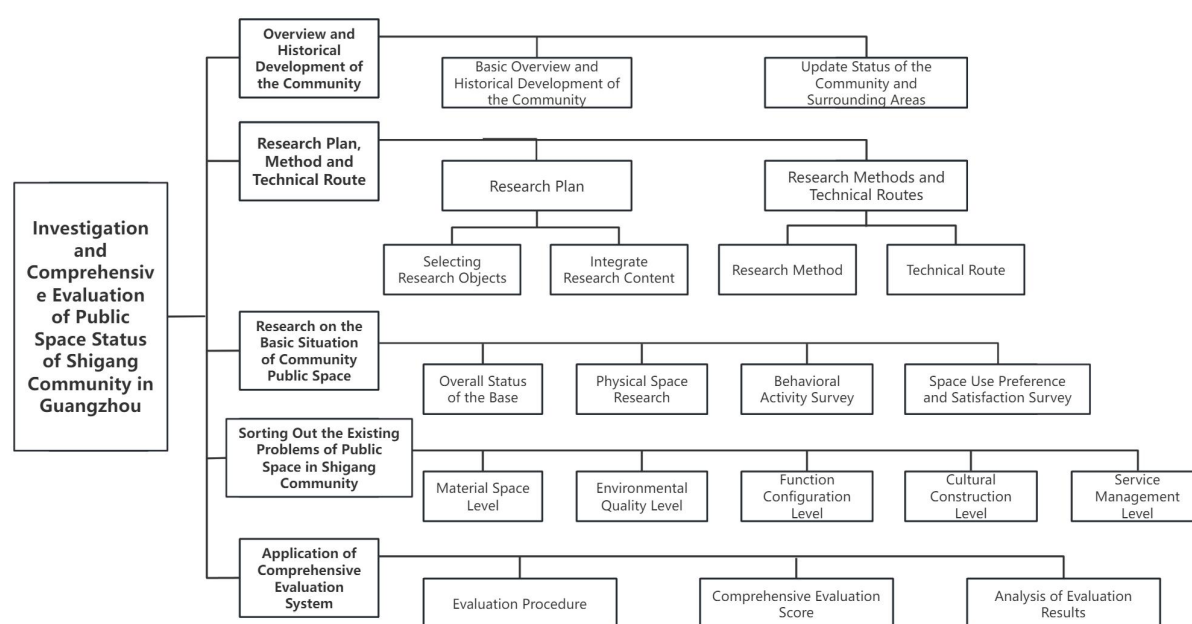 Investigation
and
Comprehensiv
e Evaluation
of Public
Space Status
of Shigang
Community in
Guangzhou
Overview and
Historical
Development of
the Community
Basic Overview and
Historical Development of
the Community
Update Status of the
Community and
Surrounding Areas
Research Plan,
Method and
Technical Route
Research Plan
Research Methods and
Technical Routes
Selecting
Research Objects
Integrate
Research Content
Research Method
Technical Route
Research on the
Basic Situation
of Community
Public Space
Overall Status
of the Base
Physical Space
Research
Behavioral
Activity Survey
Space Use Preference
and Satisfaction Survey
Sorting Out the Existing
Problems of Public
Space in Shigang
Community
Material Space
Level
Environmental
Quality Level
Function
Configuration
Level
Cultural
Construction
Level
Service
Management
Level
Application of
Comprehensive
Evaluation
System
Evaluation Procedure
Comprehensive Evaluation
Score
Analysis of Evaluation
Results